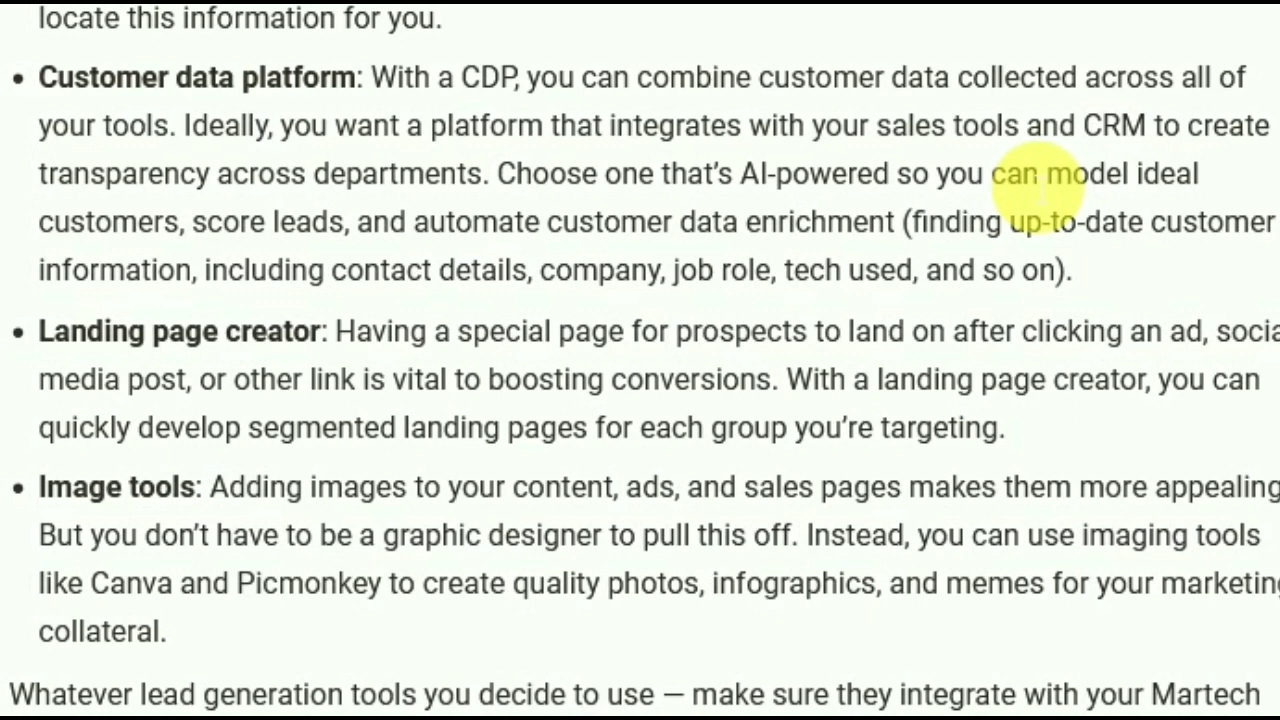 locate this information for you.
• Customer data platform: With a CDP, you can combine customer data collected across all of
your tools. Ideally, you want a platform that integrates with your sales tools and CRM to create
transparency across departments. Choose one that's AI-powered so you can model ideal
customers, score leads, and automate customer data enrichment (finding up-to-date customer
information, including contact details, company, job role, tech used, and so on).
• Landing page creator: Having a special page for prospects to land on after clicking an ad, socia
media post, or other link is vital to boosting conversions. With a landing page creator, you can
quickly develop segmented landing pages for each group you're targeting.
• Image tools: Adding images to your content, ads, and sales pages makes them more appealing
But you don't have to be a graphic designer to pull this off. Instead, you can use imaging tools
like Canva and Picmonkey to create quality photos, infographics, and memes for your marketing
collateral.
Whatever lead generation tools you decide to use — make sure they integrate with your Martech